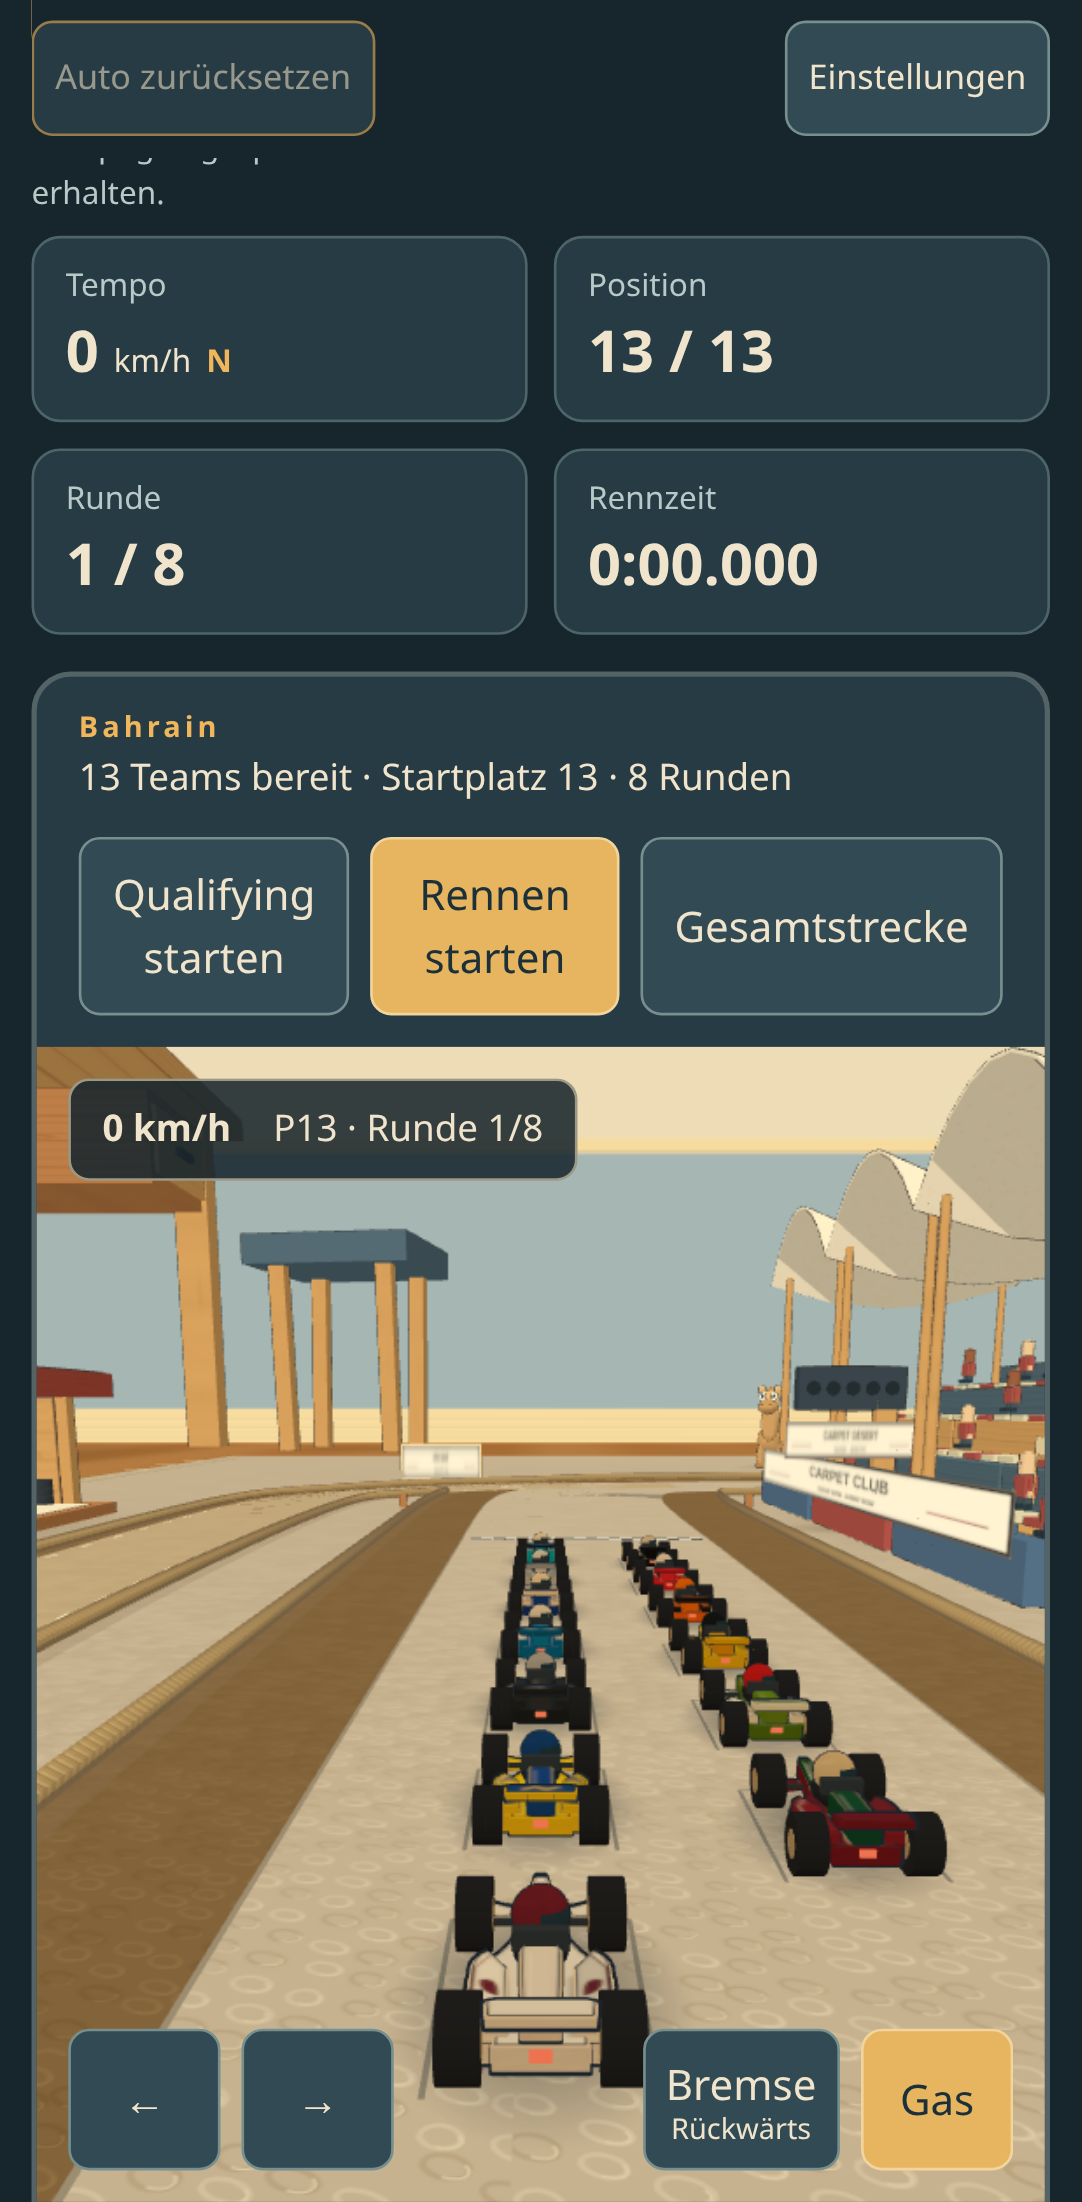 Auto zurücksetzen
Einstellungen
erhalten.
Tempo
0 km/h N
Position
13 / 13
Runde
1 / 8
Rennzeit
0:00.000
Bahrain
13 Teams bereit · Startplatz 13 · 8 Runden
Qualifying
starten
Rennen
starten
Gesamtstrecke
0 km/h P13 · Runde 1/8
CARPET DESERT
CARPET CLUB
←
→
Bremse
Rückwärts
Gas